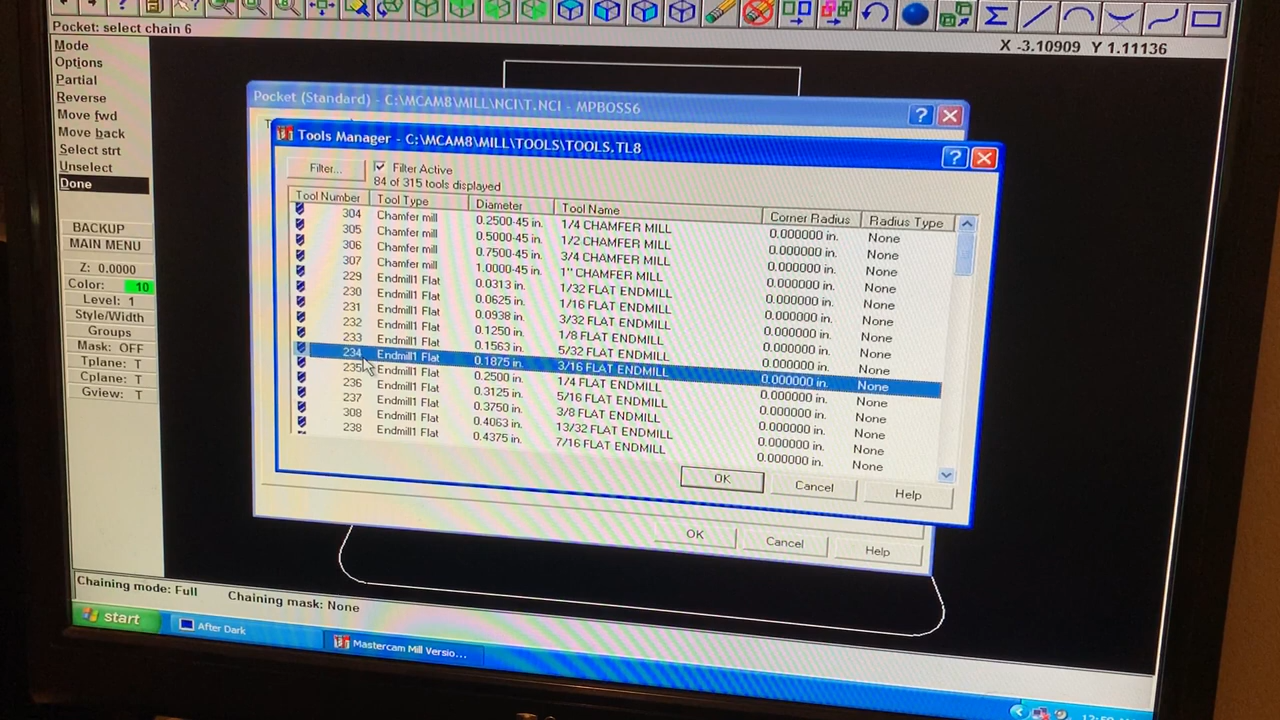 Pocket: select chain 6
X -3.10909 Y 1.11136
Mode
Options
Partial
Reverse
Move fwd
Move back
Select strt
Unselect
Done
BACKUP
MAIN MENU
Z: 0.0000
Color: 10
Level: 1
Style/Width
Groups
Mask: OFF
Tplane: T
Cplane: T
Gview: T
Pocket (Standard) - C:\MCAM8\MILL\NCI\T.NCI - MPBOSS6
Tools Manager - C:\MCAM8\MILL\TOOLS\TOOLS.TL8
Filter...
Filter Active
84 of 315 tools displayed
Tool Number Tool Type Diameter Tool Name Corner Radius Radius Type
304 Chamfer mill 0.2500-45 in. 1/4 CHAMFER MILL 0.000000 in. None
305 Chamfer mill 0.5000-45 in. 1/2 CHAMFER MILL 0.000000 in. None
306 Chamfer mill 0.7500-45 in. 3/4 CHAMFER MILL 0.000000 in. None
307 Chamfer mill 1.0000-45 in. 1" CHAMFER MILL 0.000000 in. None
229 Endmill1 Flat 0.0313 in. 1/32 FLAT ENDMILL 0.000000 in. None
230 Endmill1 Flat 0.0625 in. 1/16 FLAT ENDMILL 0.000000 in. None
231 Endmill1 Flat 0.0938 in. 3/32 FLAT ENDMILL 0.000000 in. None
232 Endmill1 Flat 0.1250 in. 1/8 FLAT ENDMILL 0.000000 in. None
233 Endmill1 Flat 0.1563 in. 5/32 FLAT ENDMILL 0.000000 in. None
234 Endmill1 Flat 0.1875 in. 3/16 FLAT ENDMILL 0.000000 in. None
235 Endmill1 Flat 0.2500 in. 1/4 FLAT ENDMILL 0.000000 in. None
236 Endmill1 Flat 0.3125 in. 5/16 FLAT ENDMILL 0.000000 in. None
237 Endmill1 Flat 0.3750 in. 3/8 FLAT ENDMILL 0.000000 in. None
308 Endmill1 Flat 0.4063 in. 13/32 FLAT ENDMILL 0.000000 in. None
238 Endmill1 Flat 0.4375 in. 7/16 FLAT ENDMILL 0.000000 in. None
OK Cancel Help
OK Cancel Help
Chaining mode: Full Chaining mask: None
start
After Dark
Mastercam Mill Versio...